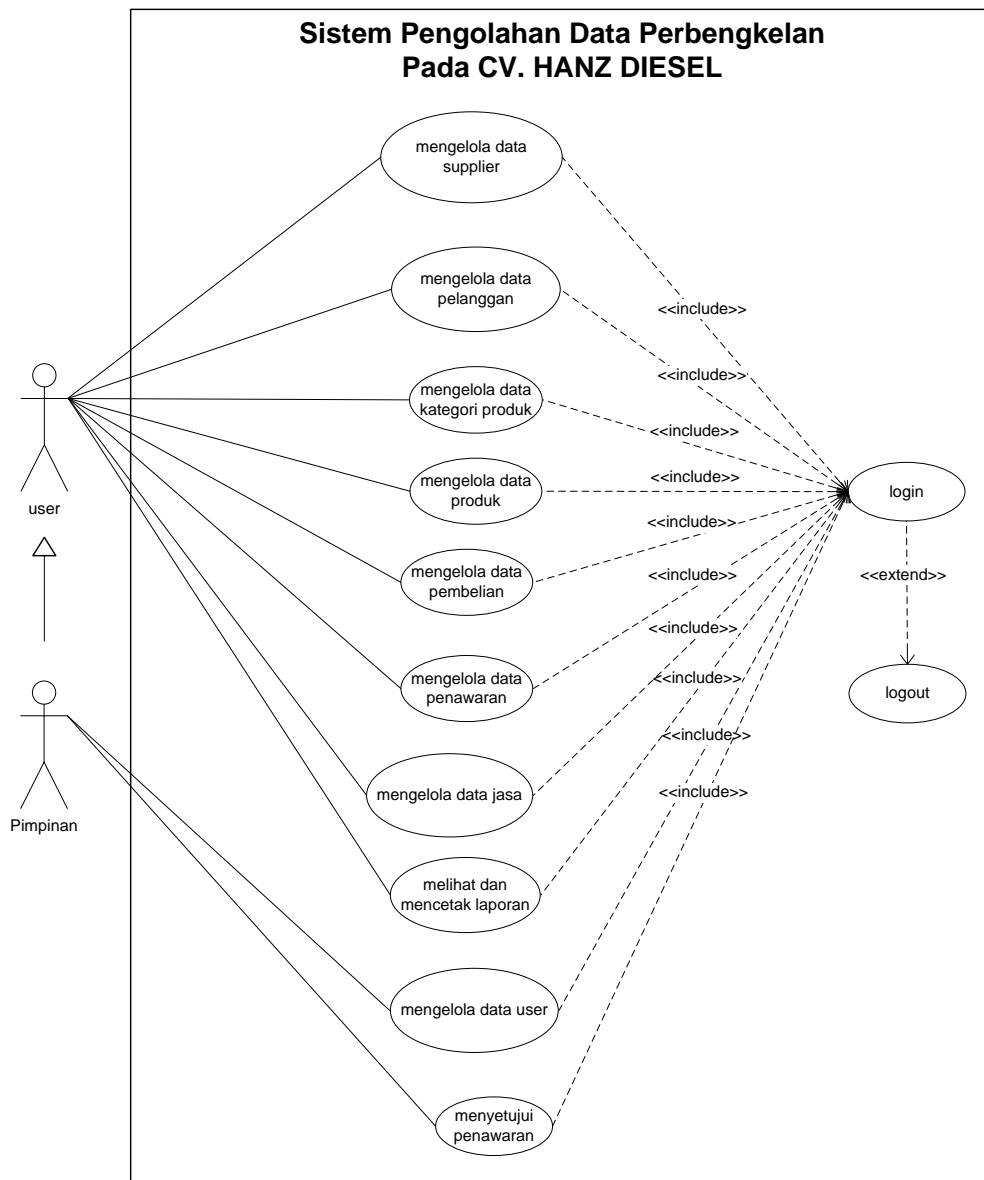 Sistem Pengolahan Data Perbengkelan
Pada CV. HANZ DIESEL
mengelola data
supplier
mengelola data
pelanggan
<<include>>
<<include>>
mengelola data
kategori produk
<<include>>
user
mengelola data
produk
<<include>>
login
<<include>>
mengelola data
pembelian
<<include>>
<<extend>>
<<include>>
mengelola data
penawaran
<<include>>
logout
<<include>>
mengelola data jasa
<<include>>
Pimpinan
melihat dan
mencetak laporan
mengelola data user
menyetujui
penawaran